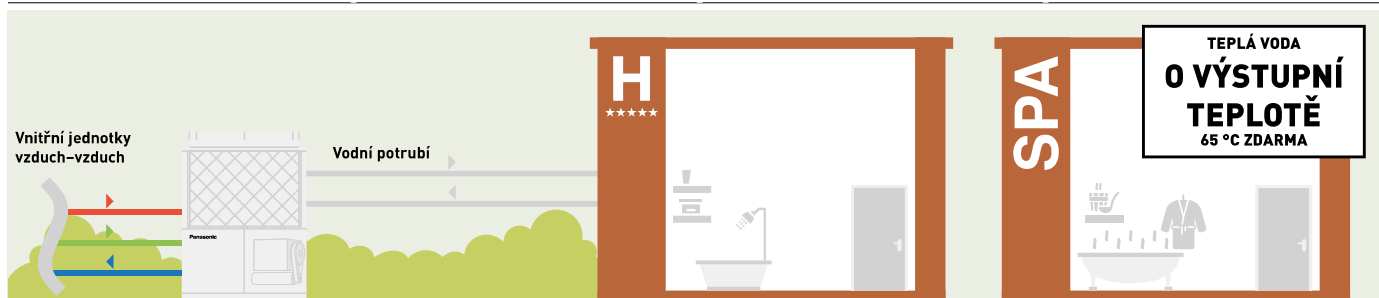 Vnitřní jednotky
vzduch–vzduch
Panasonic
Vodní potrubí
H
SPA
TEPLÁ VODA
O VÝSTUPNÍ
TEPLOTĚ
65 °C ZDARMA